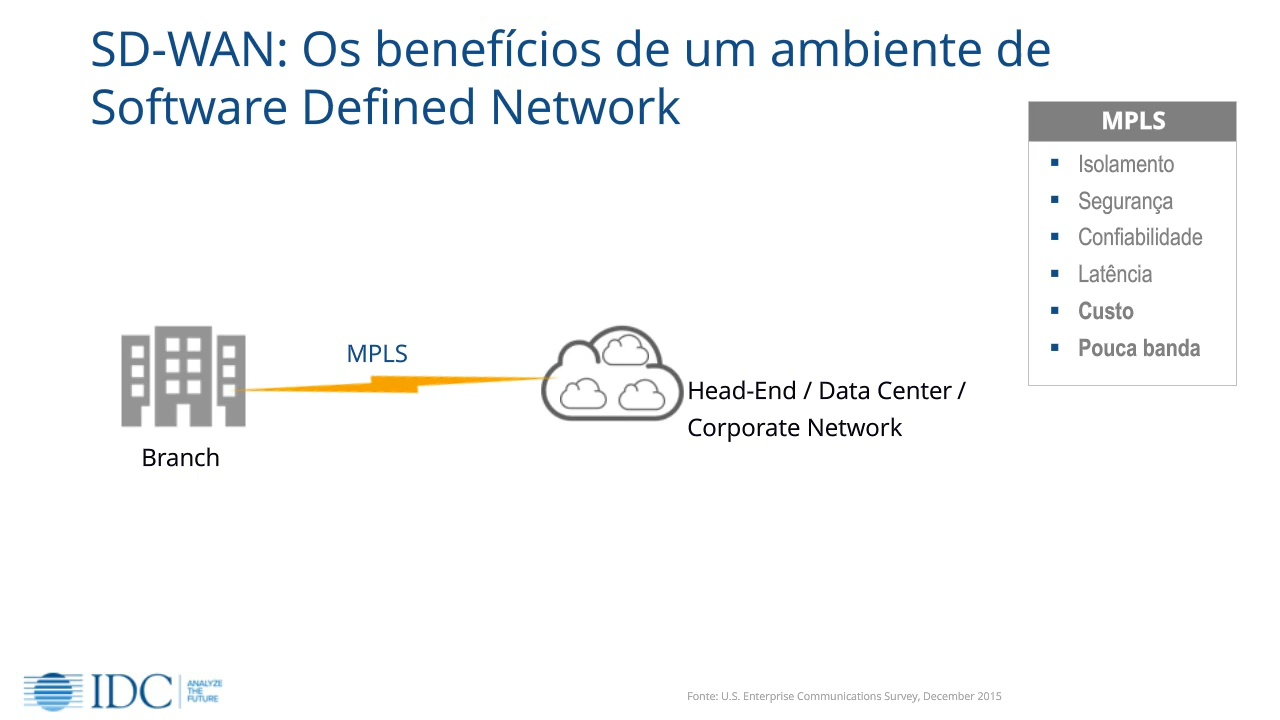 SD-WAN: Os benefícios de um ambiente de
Software Defined Network
MPLS
▪ Isolamento
▪ Segurança
▪ Confiabilidade
▪ Latência
▪ Custo
▪ Pouca banda
MPLS
Head-End / Data Center /
Corporate Network
Branch
IDC
ANALYZE
THE
FUTURE
Fonte: U.S. Enterprise Communications Survey, December 2015